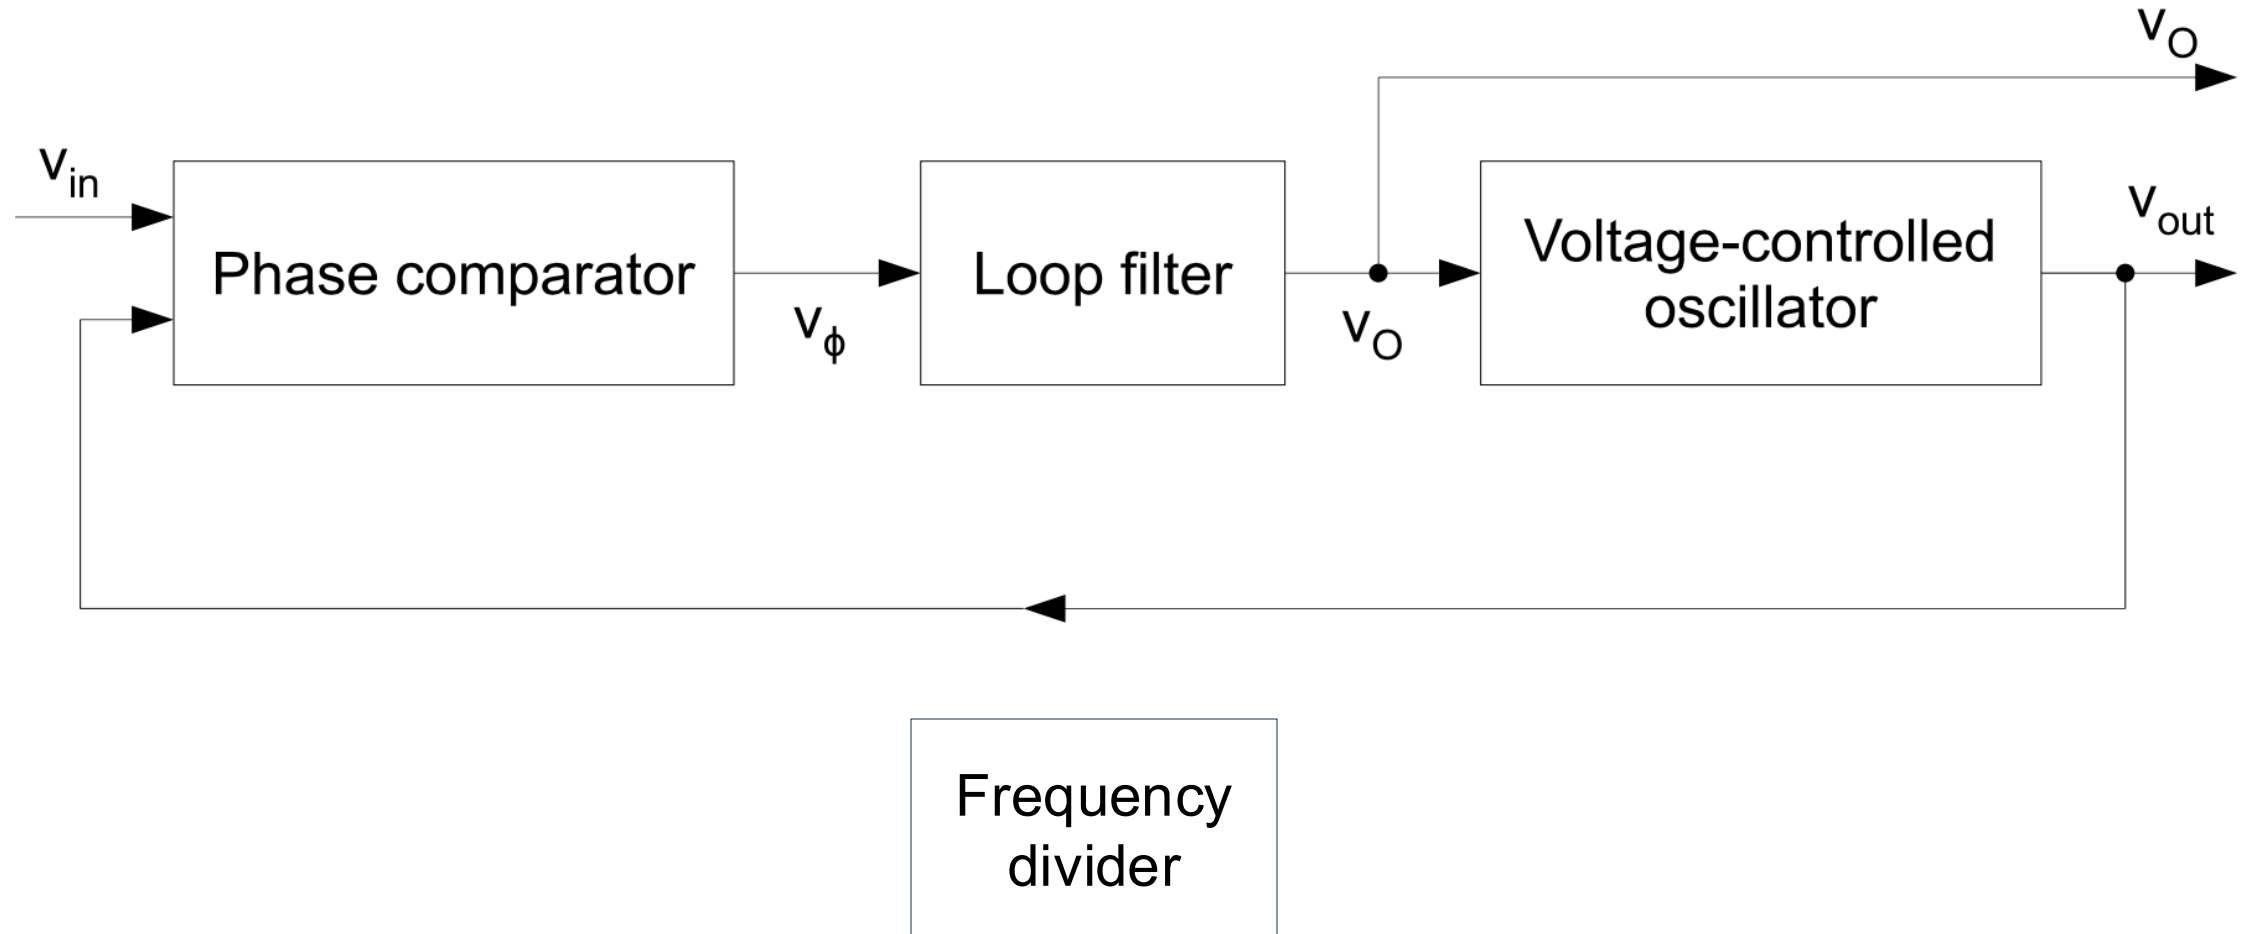 vO
vin
vout
Phase comparator
Loop filter
Voltage-controlled
oscillator
vϕ
vO
Frequency
divider